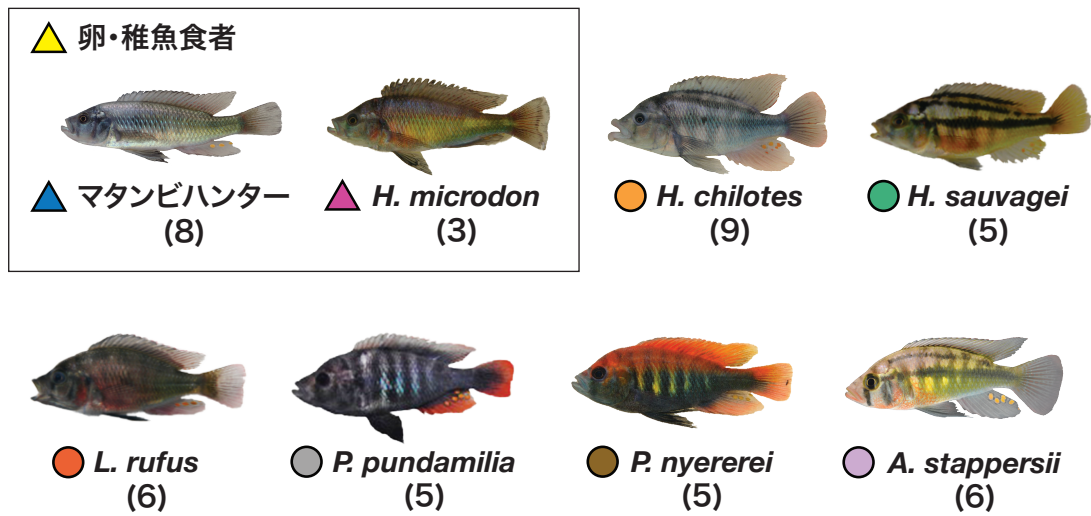 卵・稚魚食者
マタンビハンター
(8)
H. microdon
(3)
H. chilotes
(9)
H. sauvagei
(5)
L. rufus
(6)
P. pundamilia
(5)
P. nyererei
(5)
A. stappersii
(6)